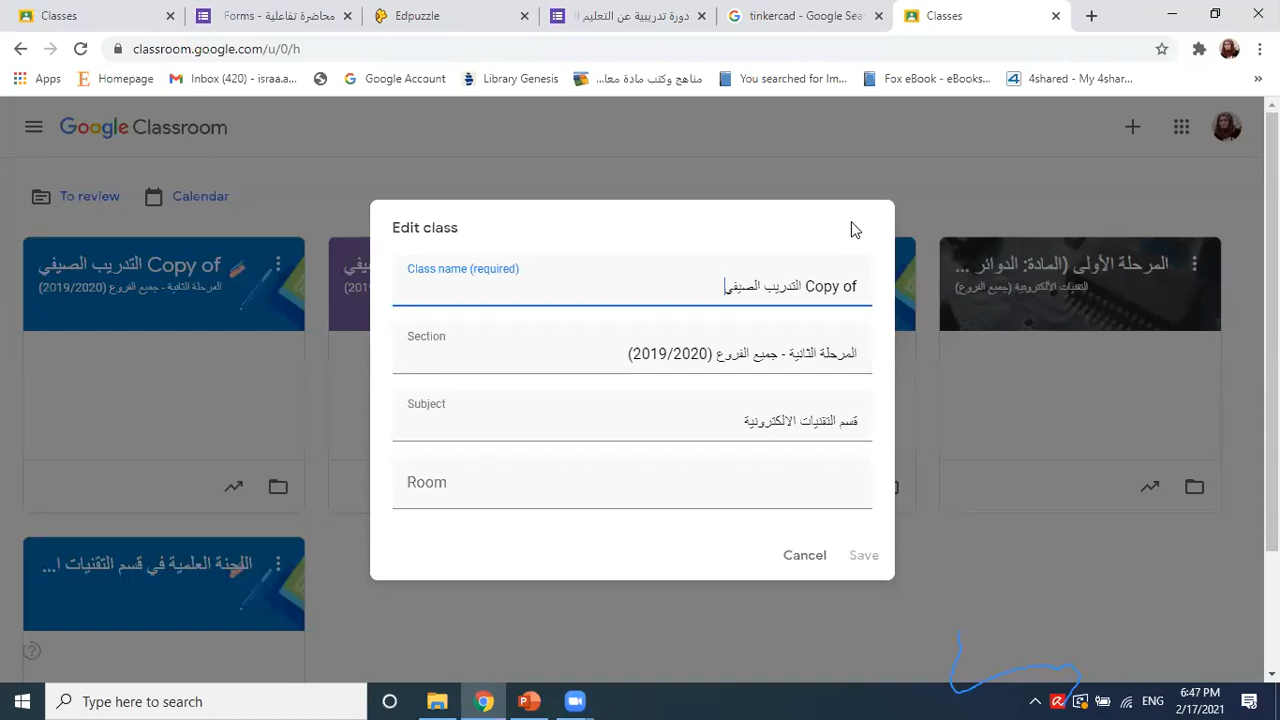 Classes
Forms - محاضرة تفاعلية
Edpuzzle
دورة تدريبية عن التعليم ال
tinkercad - Google Sea
Classes
classroom.google.com/u/0/h
Apps
Homepage
Inbox (420) - israa.a...
Google Account
Library Genesis
مناهج وكتب مادة معا...
You searched for Im...
Fox eBook - eBooks...
4shared - My 4shar...
Google Classroom
To review
Calendar
Copy of التدريب الصيفي
المرحلة الثانية - جميع الفروع (2019/2020)
المرحلة الأولى (المادة: الدوائر ...
التقنيات الألكترونية (جميع الفروع)
Edit class
Class name (required)
Copy of التدريب الصيفي
Section
المرحلة الثانية - جميع الفروع (2019/2020)
Subject
قسم التقنيات الالكترونية
Room
Cancel
Save
اللجنة العلمية في قسم التقنيات ا...
Type here to search
ENG
6:47 PM
2/17/2021